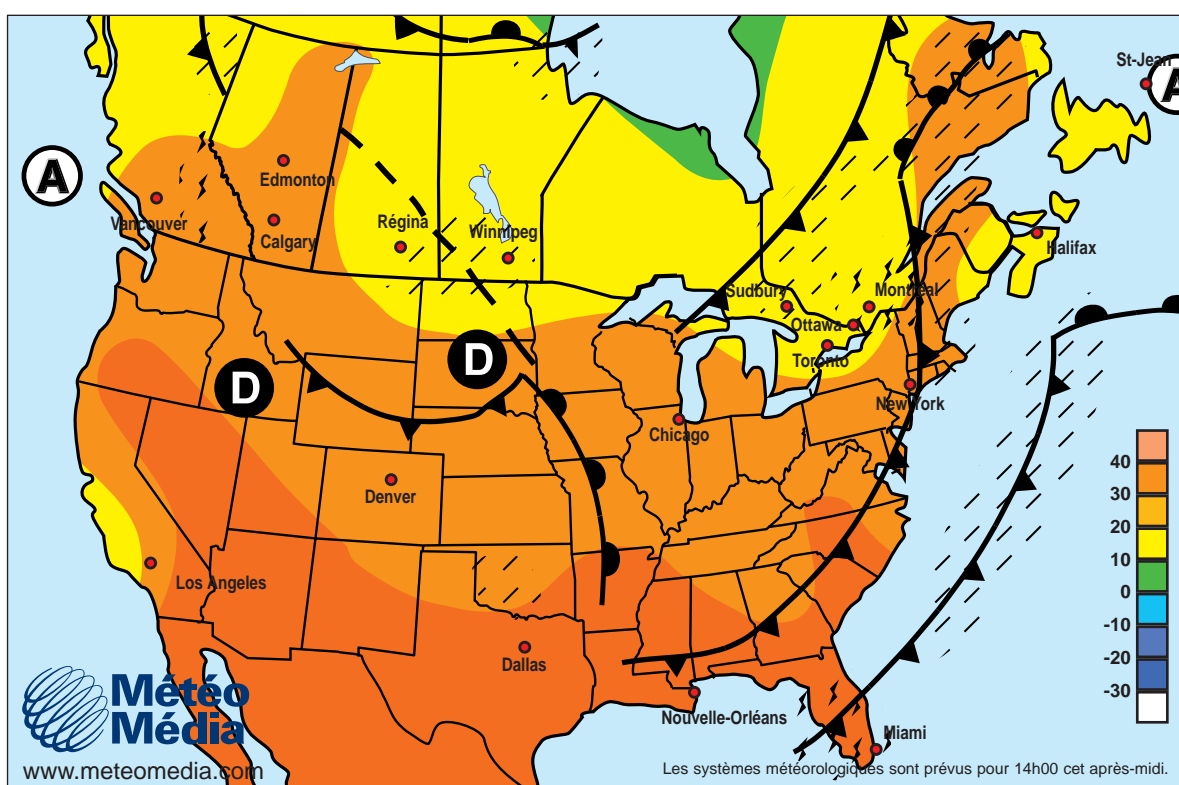 St-Jean
A
A
Edmonton
Vancouver
Calgary
Régina
Winnipeg
Halifax
Sudbury
Montréal
Ottawa
Toronto
D
D
New York
Chicago
Denver
Los Angeles
Dallas
Nouvelle-Orléans
Miami
40
30
20
10
0
-10
-20
-30
Météo
Média
www.meteomedia.com
Les systèmes météorologiques sont prévus pour 14h00 cet après-midi.